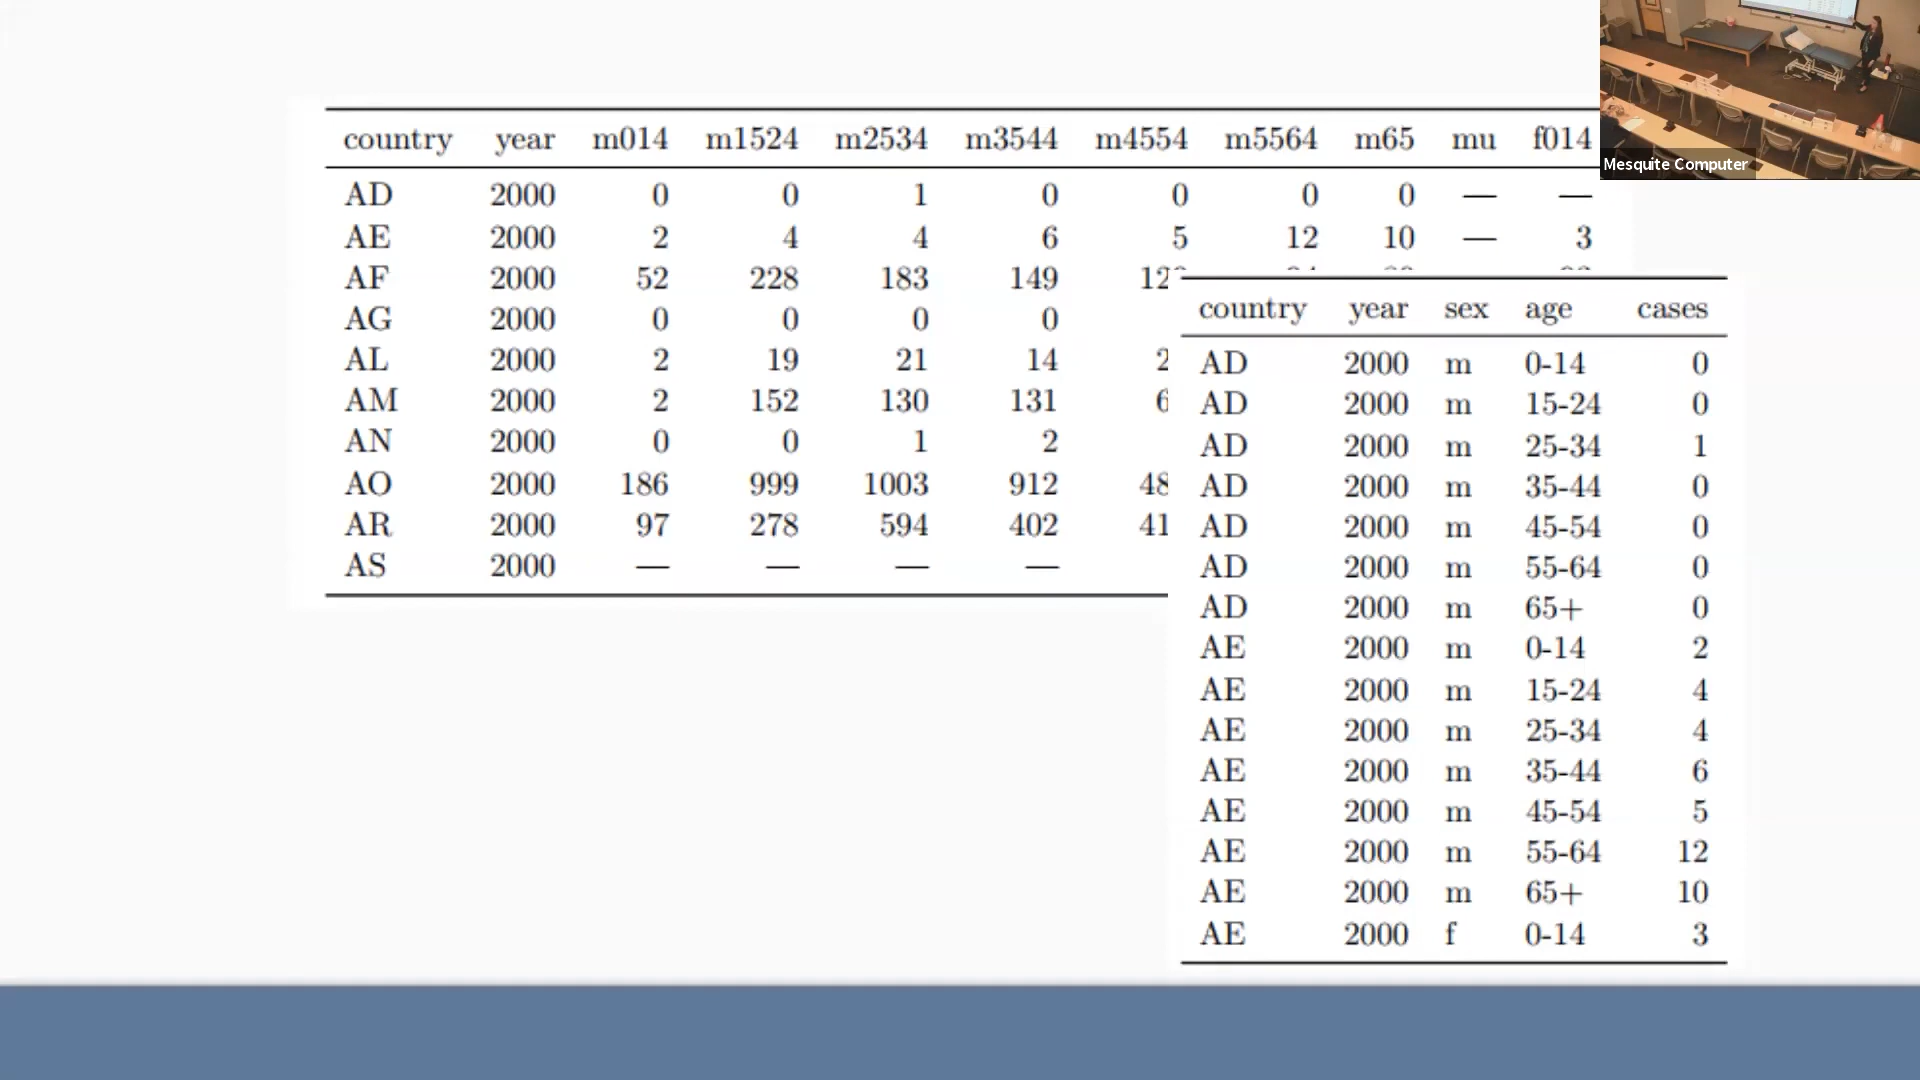 country year m014 m1524 m2534 m3544 m4554 m5564 m65 mu f014
AD 2000 0 0 1 0 0 0 0 — —
AE 2000 2 4 4 6 5 12 10 — 3
AF 2000 52 228 183 149
AG 2000 0 0 0 0
AL 2000 2 19 21 14 2
AM 2000 2 152 130 131 6
AN 2000 0 0 1 2
AO 2000 186 999 1003 912 48
AR 2000 97 278 594 402 41
AS 2000 — — — —
country year sex age cases
AD 2000 m 0-14 0
AD 2000 m 15-24 0
AD 2000 m 25-34 1
AD 2000 m 35-44 0
AD 2000 m 45-54 0
AD 2000 m 55-64 0
AD 2000 m 65+ 0
AE 2000 m 0-14 2
AE 2000 m 15-24 4
AE 2000 m 25-34 4
AE 2000 m 35-44 6
AE 2000 m 45-54 5
AE 2000 m 55-64 12
AE 2000 m 65+ 10
AE 2000 f 0-14 3
Mesquite Computer